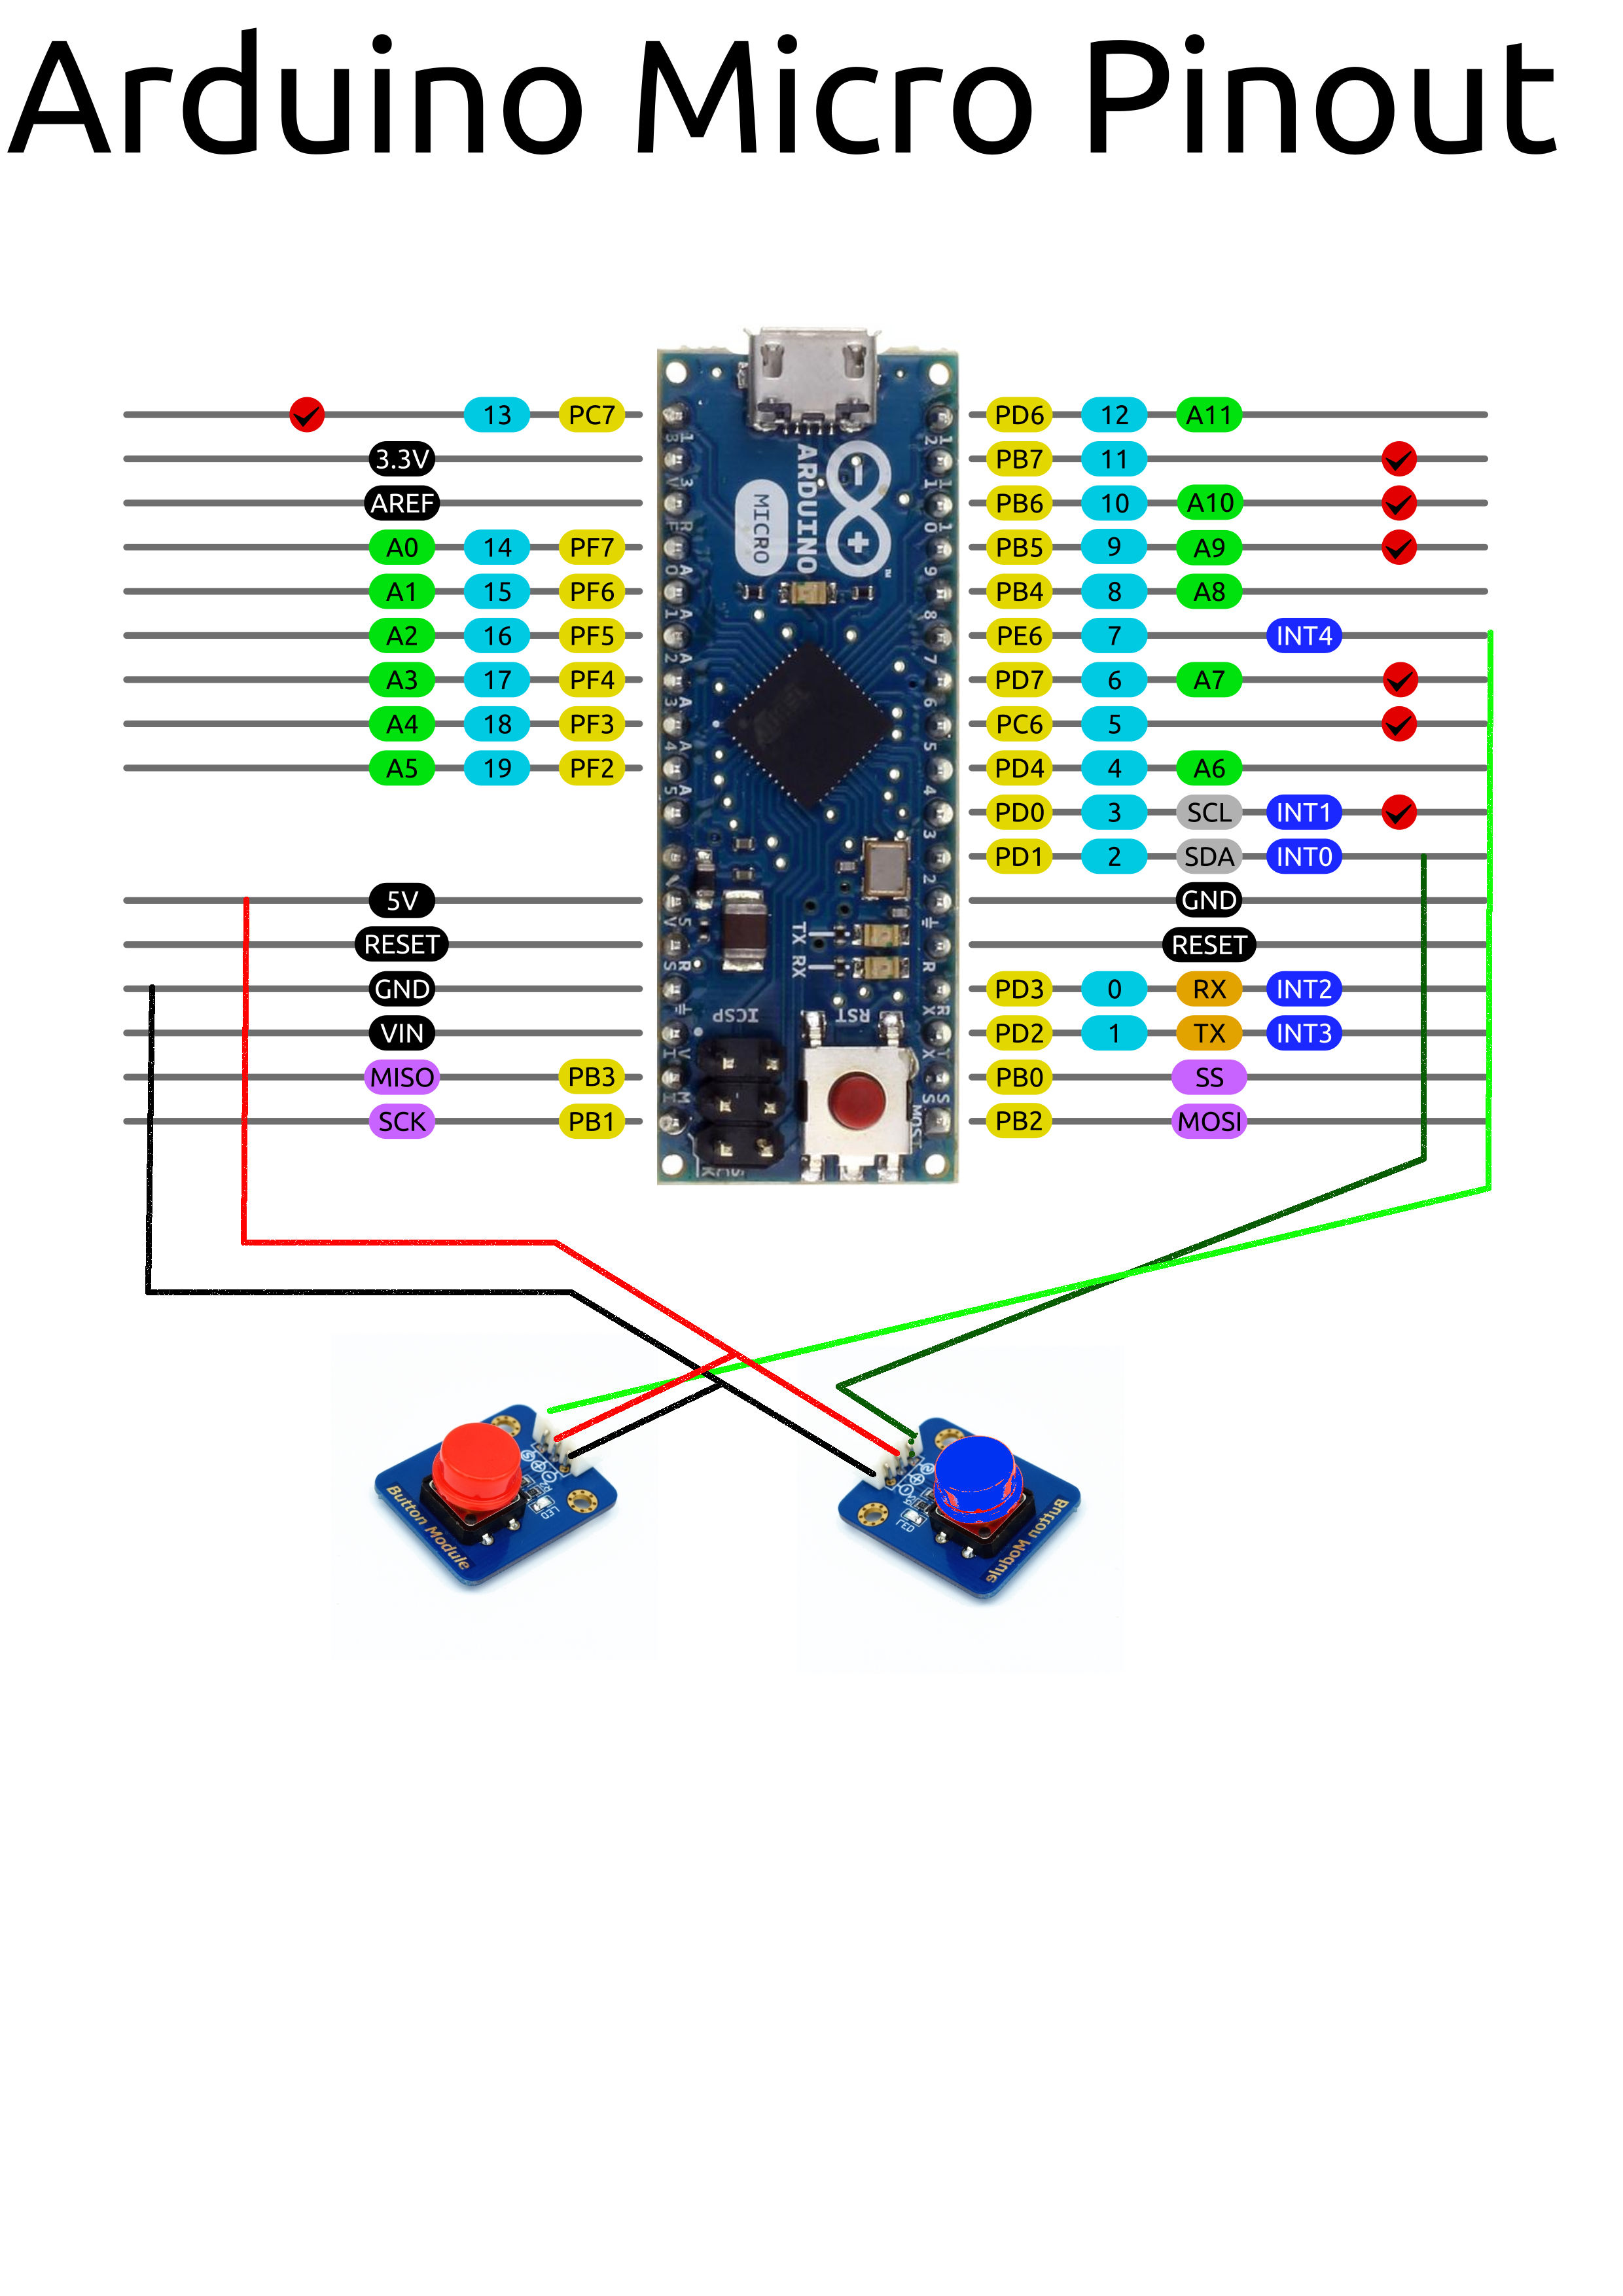 Arduino Micro Pinout
13 PC7
3.3V
AREF
A0 14 PF7
A1 15 PF6
A2 16 PF5
A3 17 PF4
A4 18 PF3
A5 19 PF2
5V
RESET
GND
VIN
MISO PB3
SCK PB1
ARDUINO
MICRO
TX
RX
ICSP
RST
PD6 12 A11
PB7 11
PB6 10 A10
PB5 9 A9
PB4 8 A8
PE6 7 INT4
PD7 6 A7
PC6 5
PD4 4 A6
PD0 3 SCL INT1
PD1 2 SDA INT0
GND
RESET
PD3 0 RX INT2
PD2 1 TX INT3
PB0 SS
PB2 MOSI
Button Module
LED
Button Module
LED